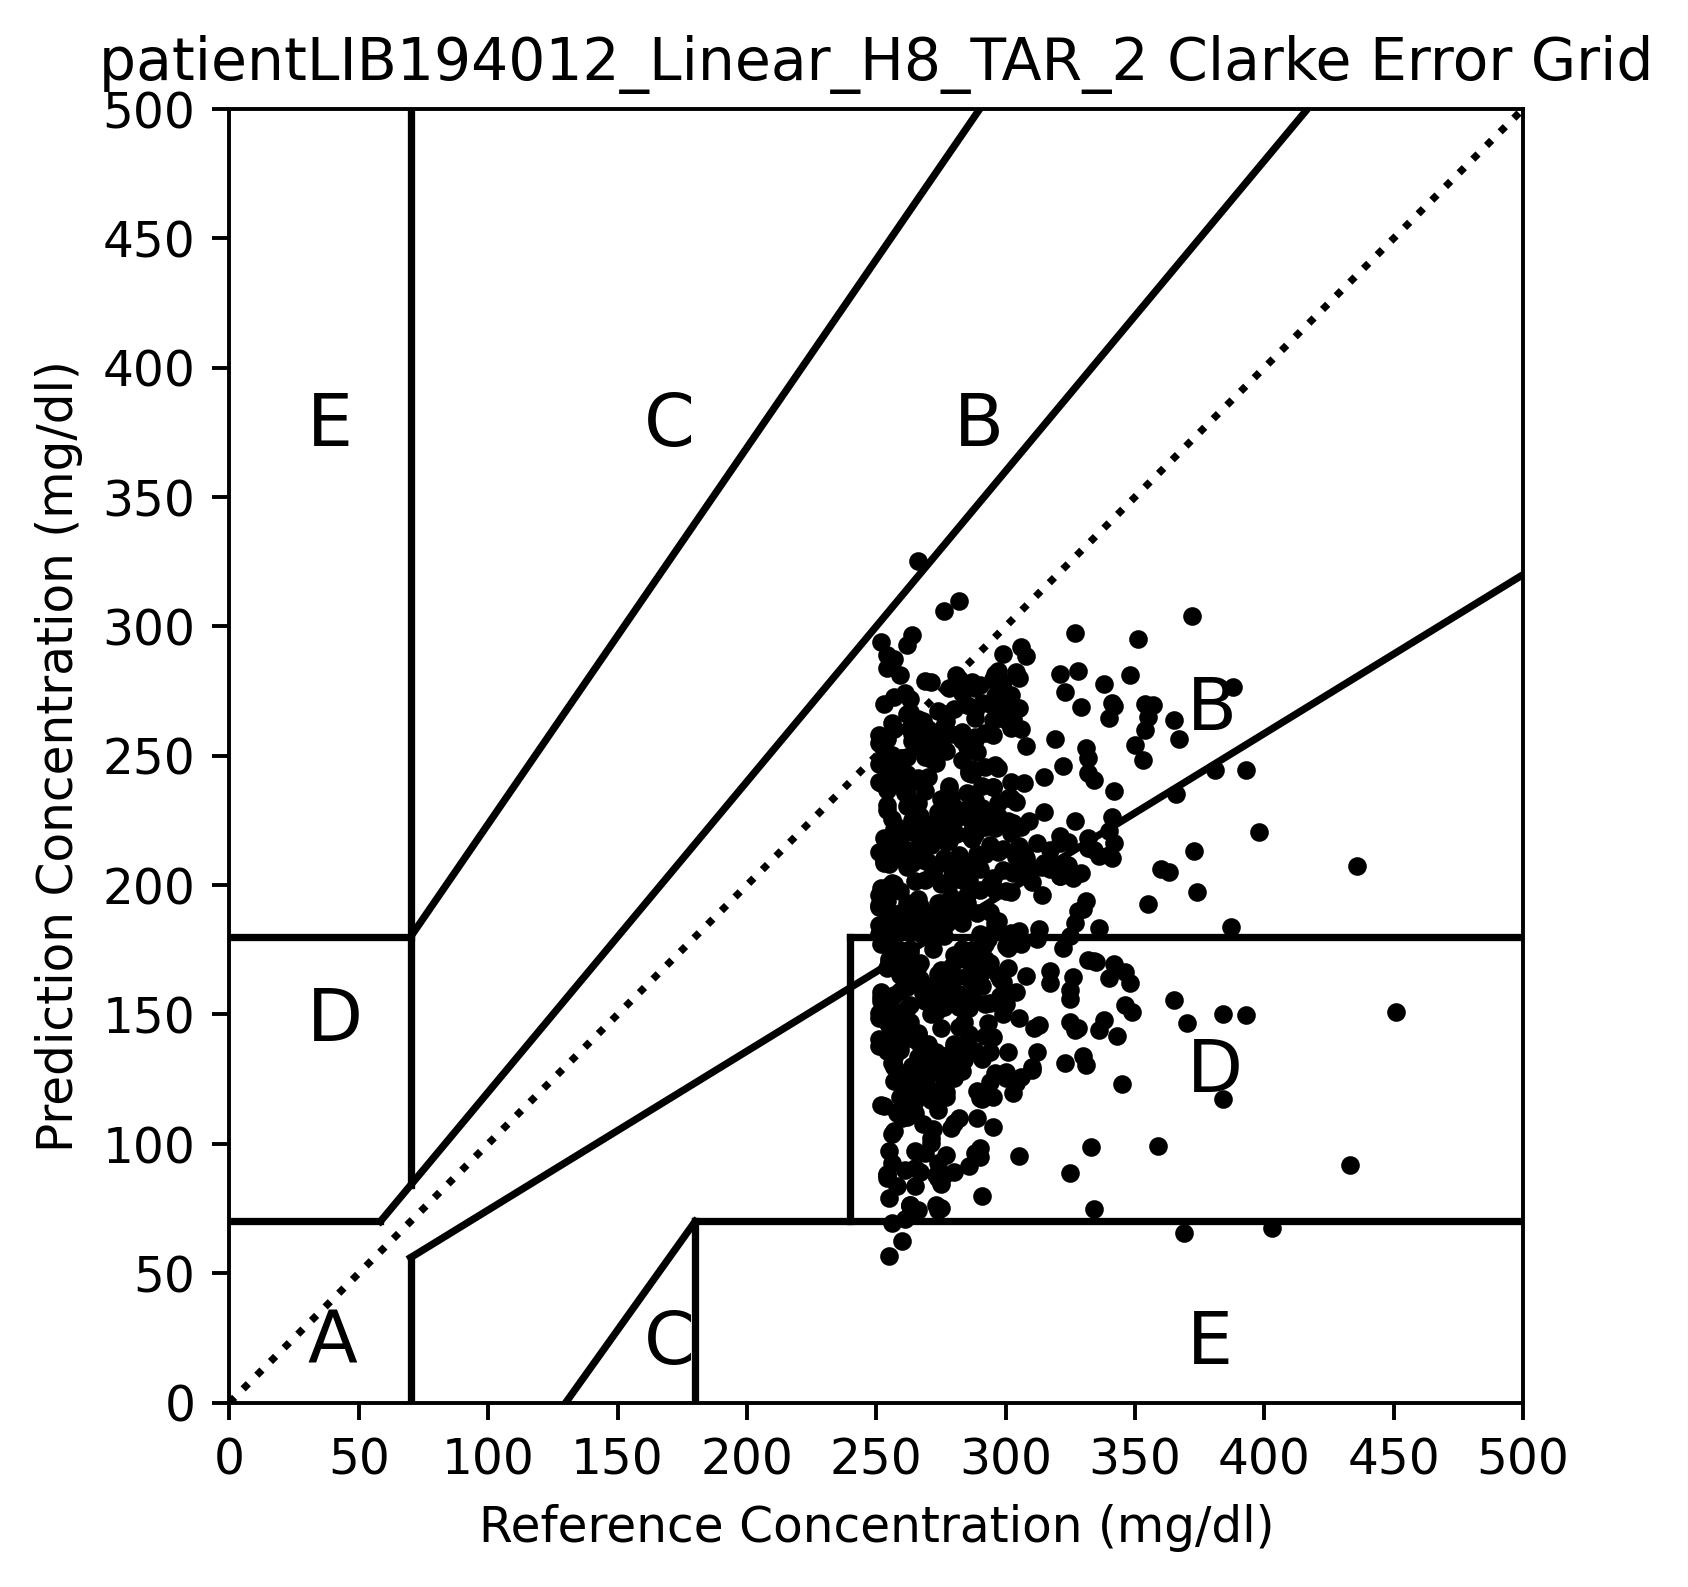 patientLIB194012_Linear_H8_TAR_2 Clarke Error Grid
500
450
400
350
300
250
200
150
100
50
0
Prediction Concentration (mg/dl)
E
C
B
B
D
D
A
C
E
0 50 100 150 200 250 300 350 400 450 500
Reference Concentration (mg/dl)